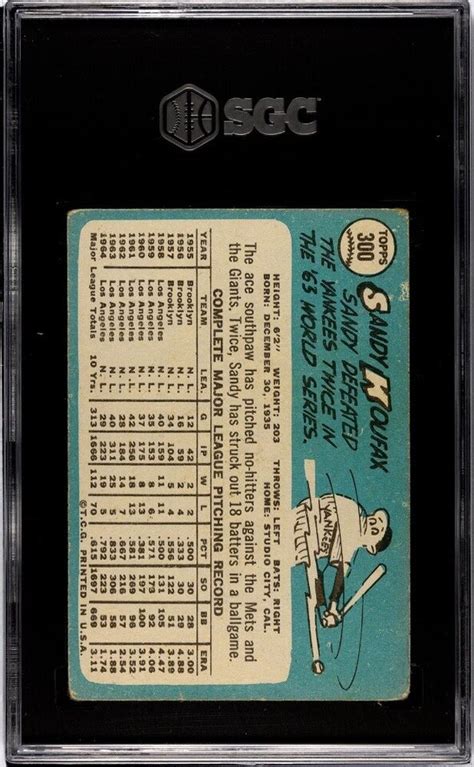 SGC
TOPPS
300
SANDY KOUFAX
SANDY DEFEATED
THE YANKEES TWICE IN
THE '63 WORLD SERIES.
YANKEES
HEIGHT: 6'2" WEIGHT: 203 THROWS: LEFT BATS: RIGHT
BORN: DECEMBER 30, 1935 HOME: STUDIO CITY, CAL.
The ace southpaw has pitched no-hitters against the Mets and
the Giants. Twice, Sandy has struck out 18 batters in a ballgame.
COMPLETE MAJOR LEAGUE PITCHING RECORD
YEAR TEAM LEA. G IP W L PCT SO BB ERA
1955 Brooklyn N. L. 12 42 2 2 .500 30 28 3.00
1956 Brooklyn N. L. 16 59 2 4 .333 30 29 4.88
1957 Brooklyn N. L. 34 104 5 4 .556 122 51 3.89
1958 Los Angeles N. L. 40 159 11 11 .500 131 105 4.47
1959 Los Angeles N. L. 35 153 8 6 .571 173 92 4.06
1960 Los Angeles N. L. 37 175 8 13 .381 197 100 3.91
1961 Los Angeles N. L. 42 256 18 13 .581 269 96 3.52
1962 Los Angeles N. L. 28 184 14 7 .667 216 57 2.54
1963 Los Angeles N. L. 40 311 25 5 .833 306 58 1.88
1964 Los Angeles N. L. 29 223 19 5 .792 223 53 1.74
Major League Totals 10 Yrs. 313 1668 112 70 .615 1697 669 3.11
©T.C.G. PRINTED IN U.S.A.